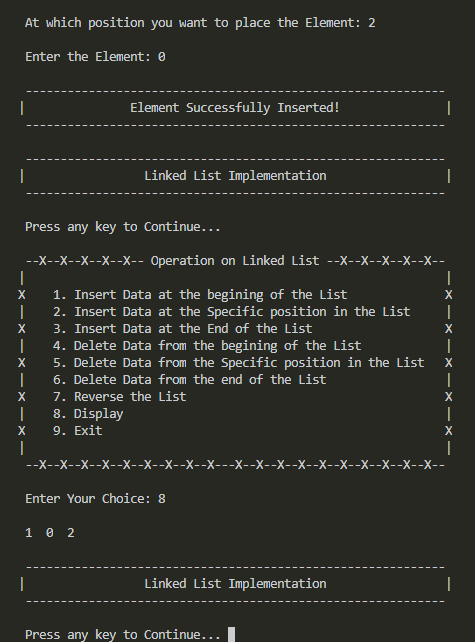 At which position you want to place the Element: 2
Enter the Element: 0
------------------------------------------------------------
|               Element Successfully Inserted!               |
------------------------------------------------------------
------------------------------------------------------------
|                 Linked List Implementation                 |
------------------------------------------------------------
Press any key to Continue...
--X--X--X--X--X-- Operation on Linked List --X--X--X--X--X--
|                                                            |
X    1. Insert Data at the begining of the List              X
|    2. Insert Data at the Specific position in the List     |
X    3. Insert Data at the End of the List                   X
|    4. Delete Data from the begining of the List            |
X    5. Delete Data from the Specific position in the List   X
|    6. Delete Data from the end of the List                 |
X    7. Reverse the List                                     X
|    8. Display                                              |
X    9. Exit                                                 X
|                                                            |
--X--X--X--X--X--X--X--X--X---X--X--X--X--X--X--X--X--X--X--
Enter Your Choice: 8
1  0  2
------------------------------------------------------------
|                 Linked List Implementation                 |
------------------------------------------------------------
Press any key to Continue...